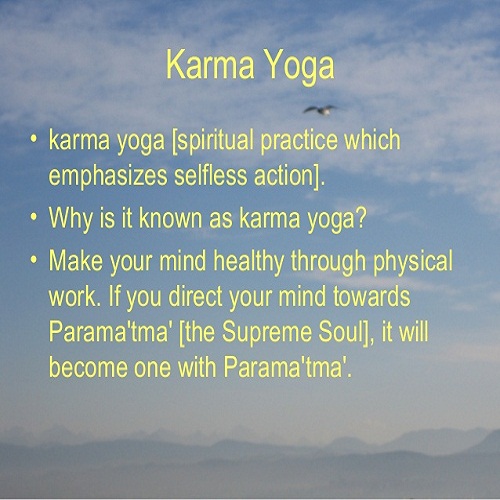 Karma Yoga
• karma yoga [spiritual practice which
emphasizes selfless action].
• Why is it known as karma yoga?
• Make your mind healthy through physical
work. If you direct your mind towards
Parama'tma' [the Supreme Soul], it will
become one with Parama'tma'.